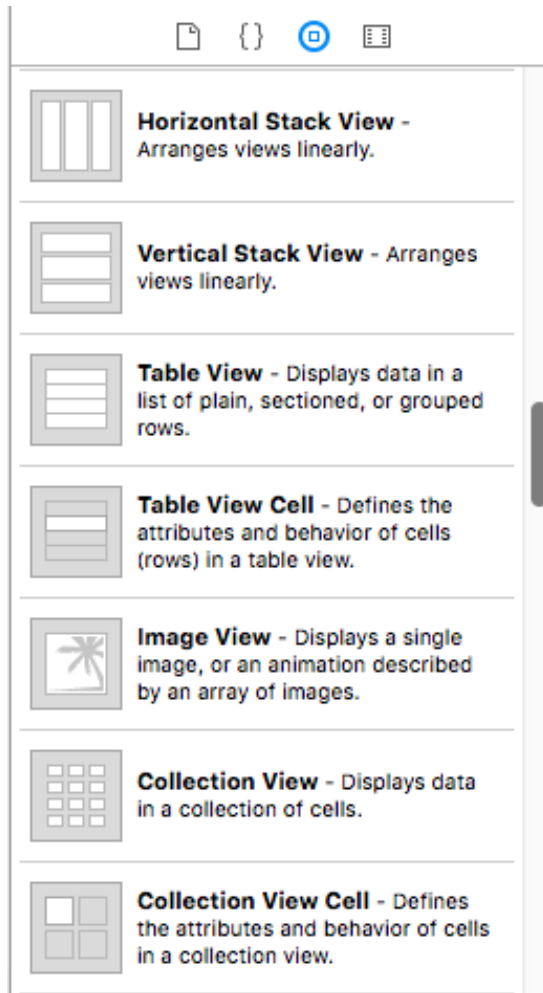 Horizontal Stack View -
Arranges views linearly.
Vertical Stack View - Arranges
views linearly.
Table View - Displays data in a
list of plain, sectioned, or grouped
rows.
Table View Cell - Defines the
attributes and behavior of cells
(rows) in a table view.
Image View - Displays a single
image, or an animation described
by an array of images.
Collection View - Displays data
in a collection of cells.
Collection View Cell - Defines
the attributes and behavior of cells
in a collection view.